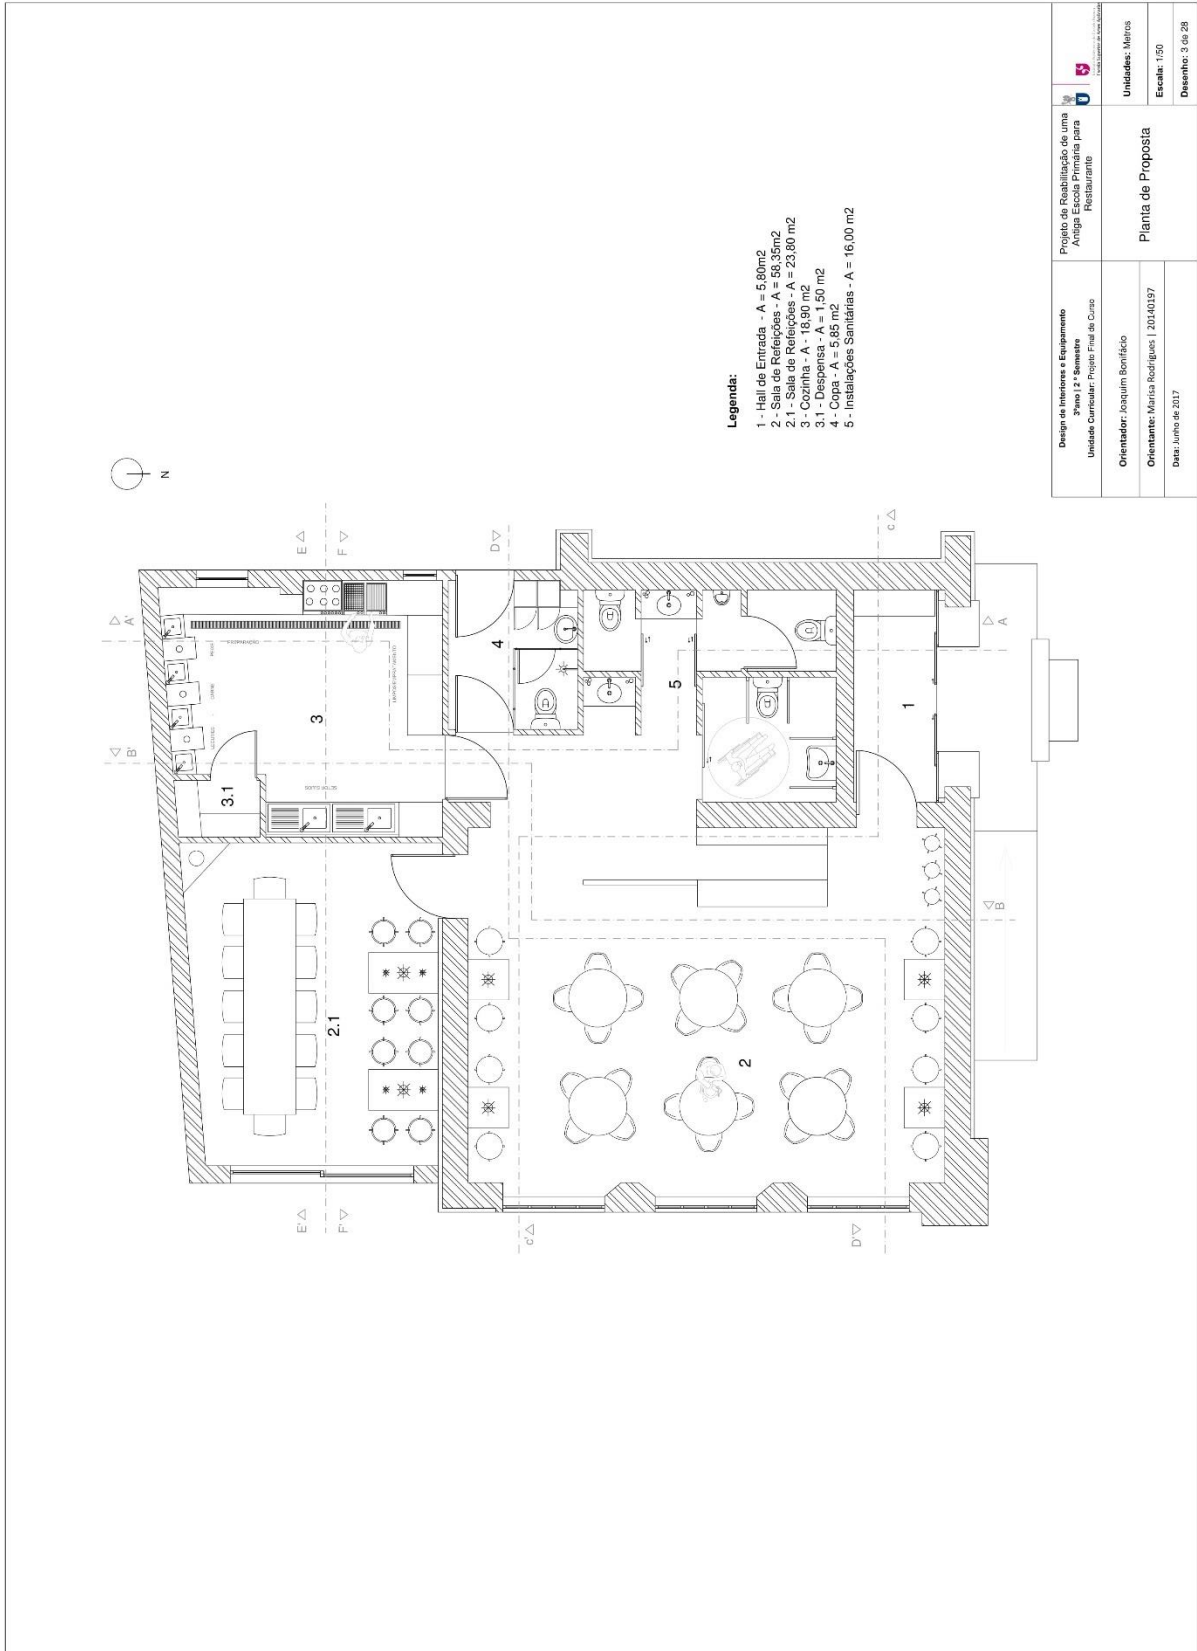 N
E
F
D
A'
B'
c
A
B
E'
F'
c'
D'
PREPARAÇÃO
3
3.1
4
5
1
2.1
2
Legenda:
1 - Hall de Entrada - A = 5,80m2
2 - Sala de Refeições - A = 58,35m2
2.1 - Sala de Refeições - A = 23,80 m2
3 - Cozinha - A - 18,90 m2
3.1 - Despensa - A = 1,50 m2
4 - Copa - A = 5,85 m2
5 - Instalações Sanitárias - A = 16,00 m2
Design de Interiores e Equipamento
3ºano | 2 º Semestre
Unidade Curricular: Projeto Final de Curso
Projeto de Reabilitação de uma
Antiga Escola Primária para
Restaurante
Orientador: Joaquim Bonifácio
Orientante: Marisa Rodrigues | 20140197
Data: Junho de 2017
Planta de Proposta
Unidades: Metros
Escala: 1/50
Desenho: 3 de 28